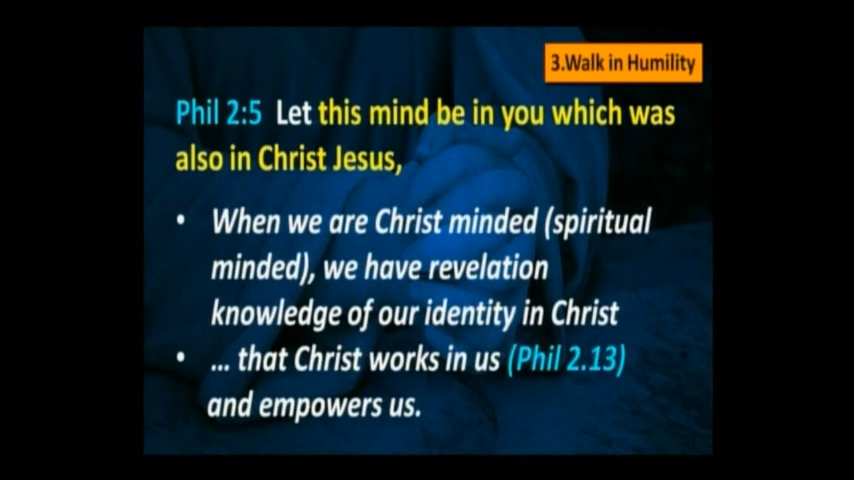 3.Walk in Humility
Phil 2:5 Let this mind be in you which was
also in Christ Jesus,
• When we are Christ minded (spiritual
minded), we have revelation
knowledge of our identity in Christ
• ... that Christ works in us (Phil 2.13)
and empowers us.